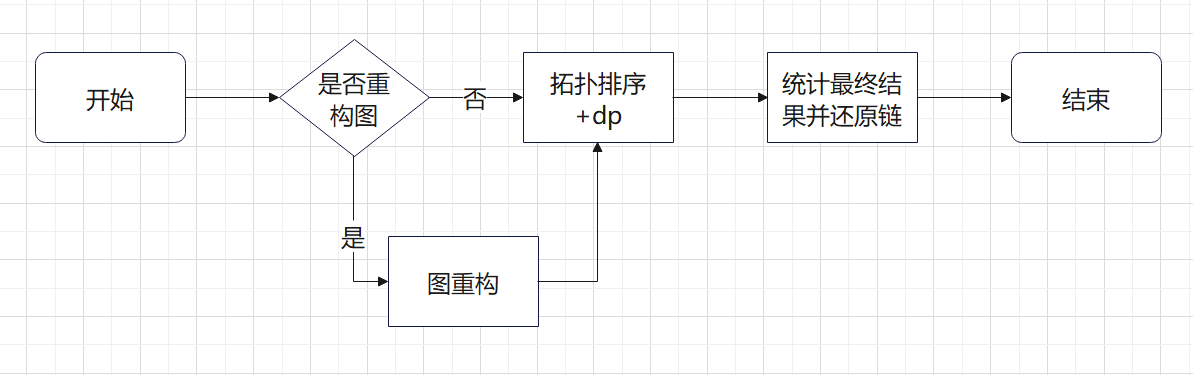 开始
是否重
构图
否
拓扑排序
+dp
统计最终结
果并还原链
结束
是
图重构